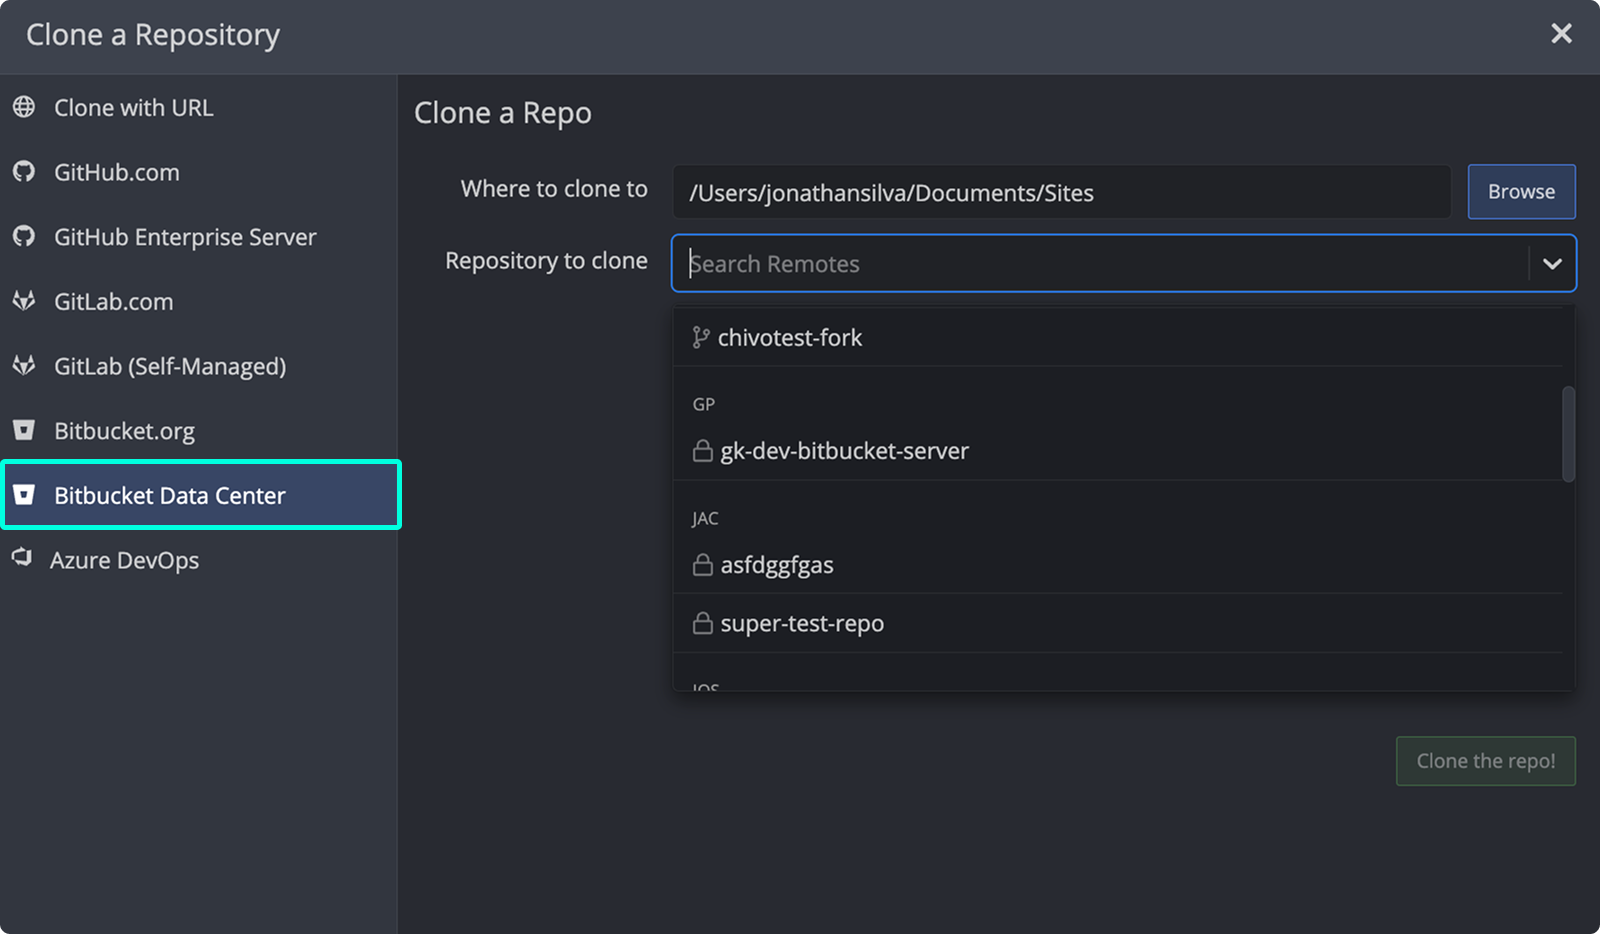 Clone a Repository
Clone with URL
GitHub.com
GitHub Enterprise Server
GitLab.com
GitLab (Self-Managed)
Bitbucket.org
Bitbucket Data Center
Azure DevOps
Clone a Repo
Where to clone to
/Users/jonathansilva/Documents/Sites
Browse
Repository to clone
Search Remotes
chivotest-fork
GP
gk-dev-bitbucket-server
JAC
asfdggfgas
super-test-repo
Clone the repo!